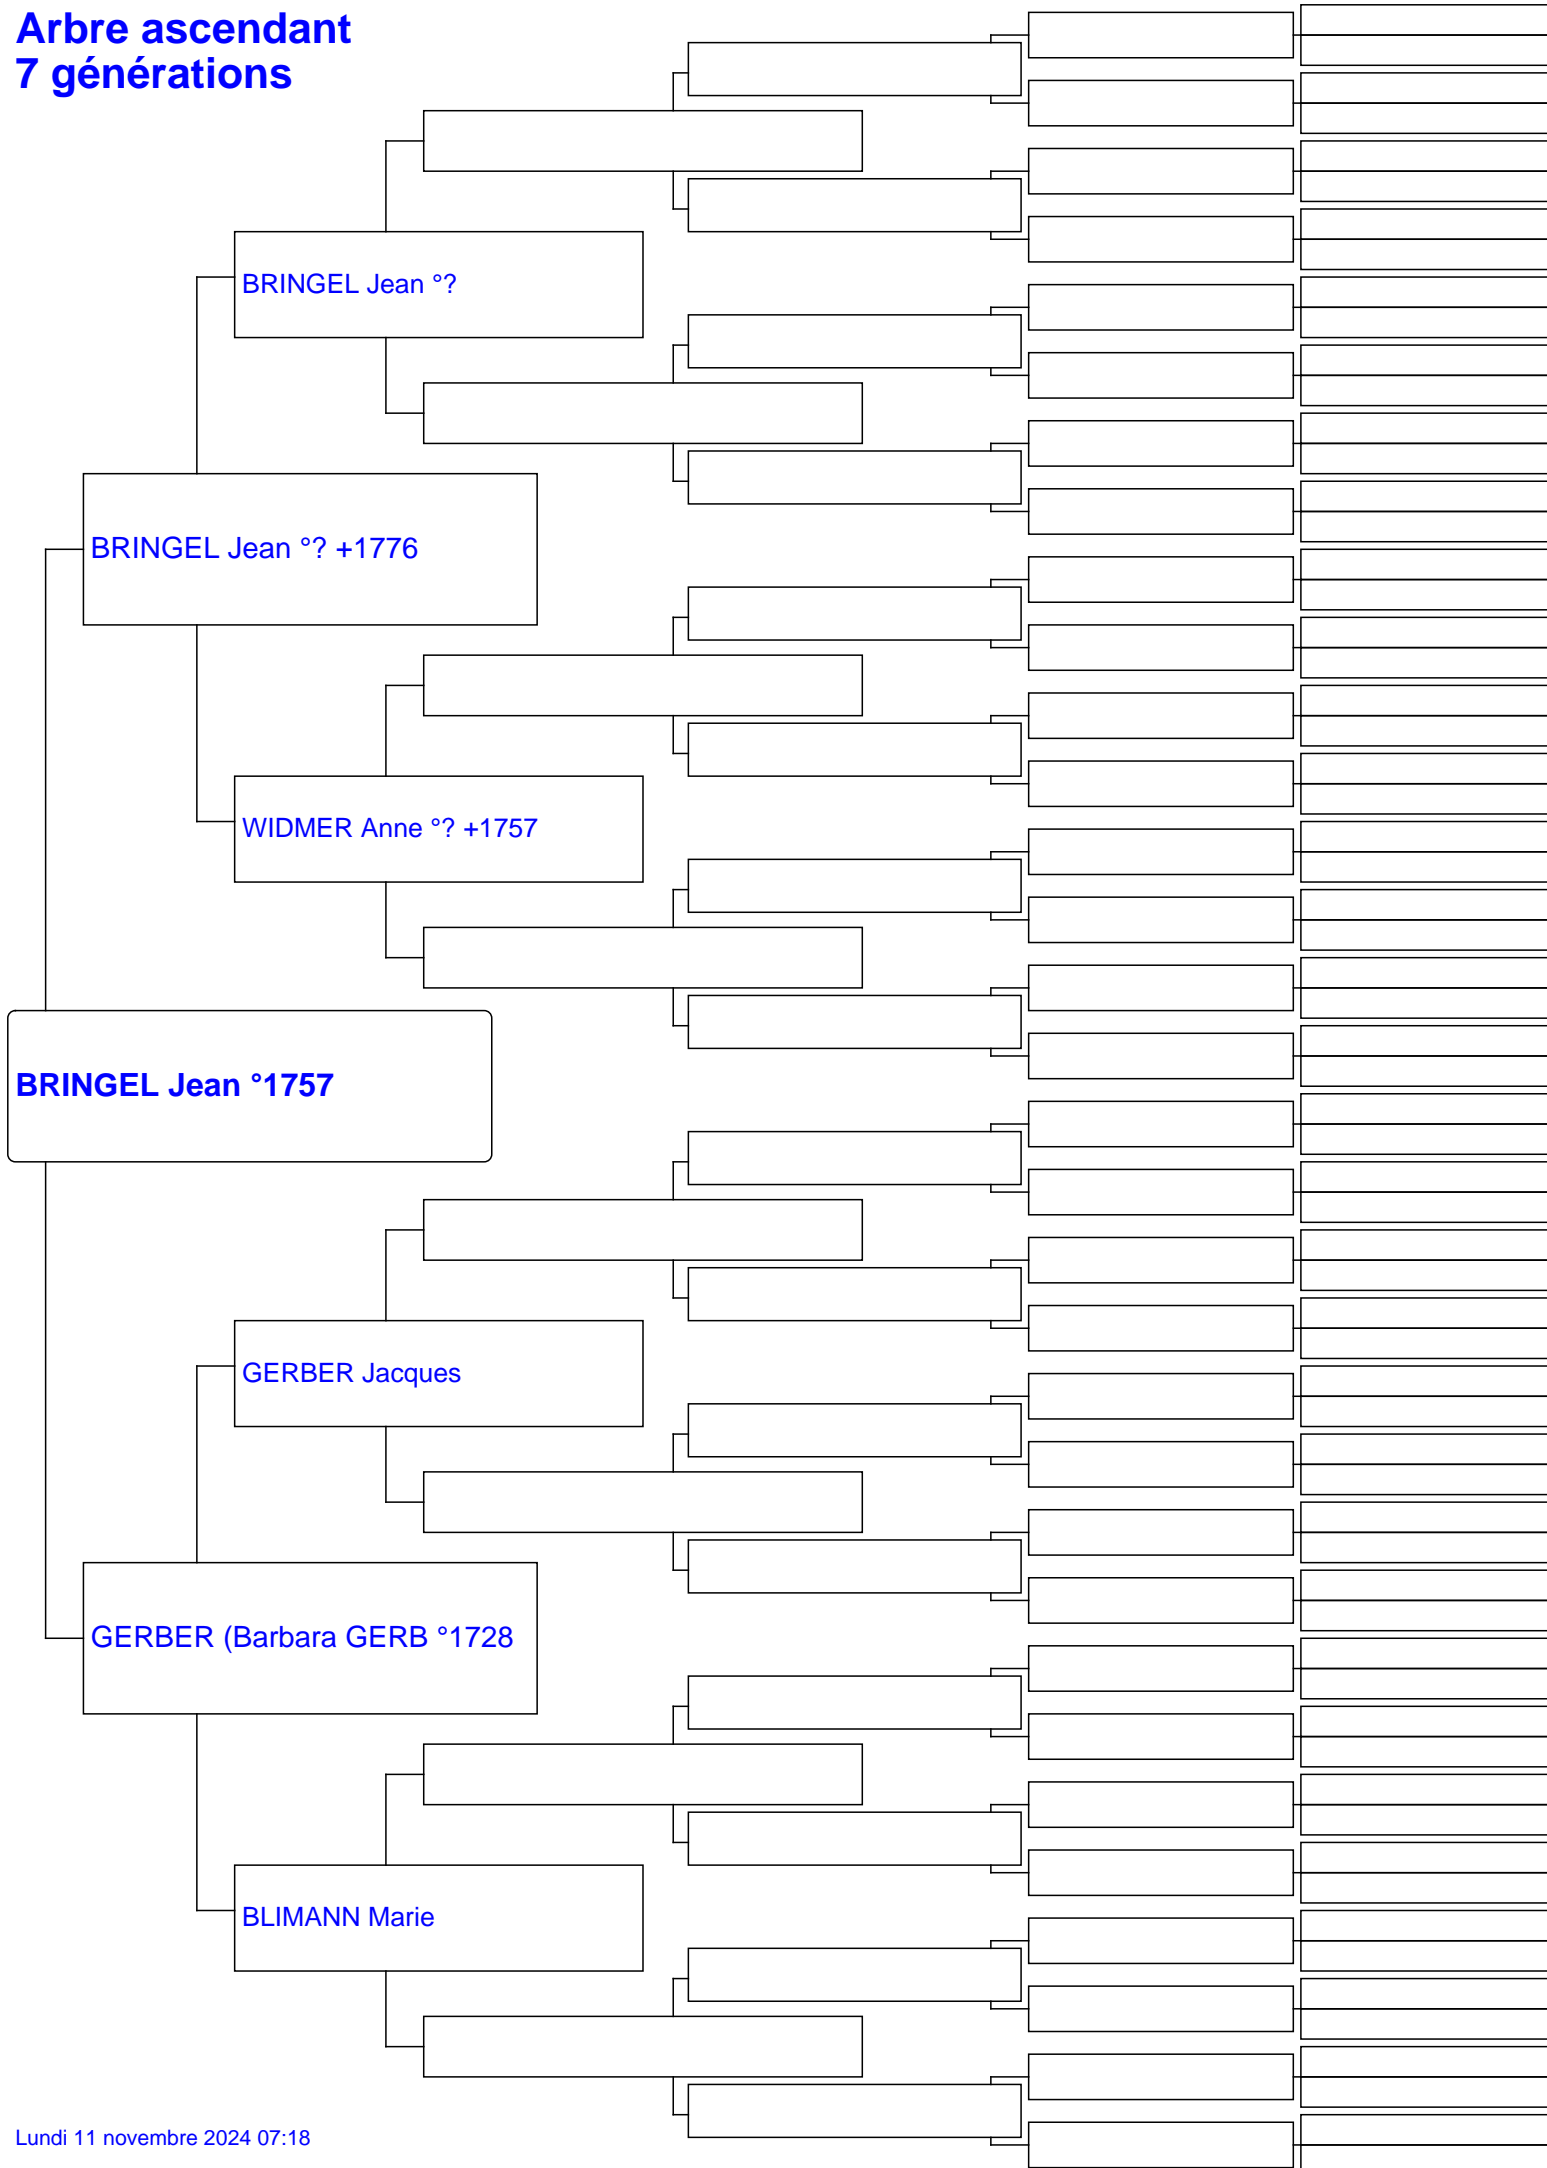 Arbre ascendant
7 générations
BRINGEL Jean °?
BRINGEL Jean °? +1776
WIDMER Anne °? +1757
BRINGEL Jean °1757
GERBER Jacques
GERBER (Barbara GERB °1728
BLIMANN Marie
Lundi 11 novembre 2024 07:18